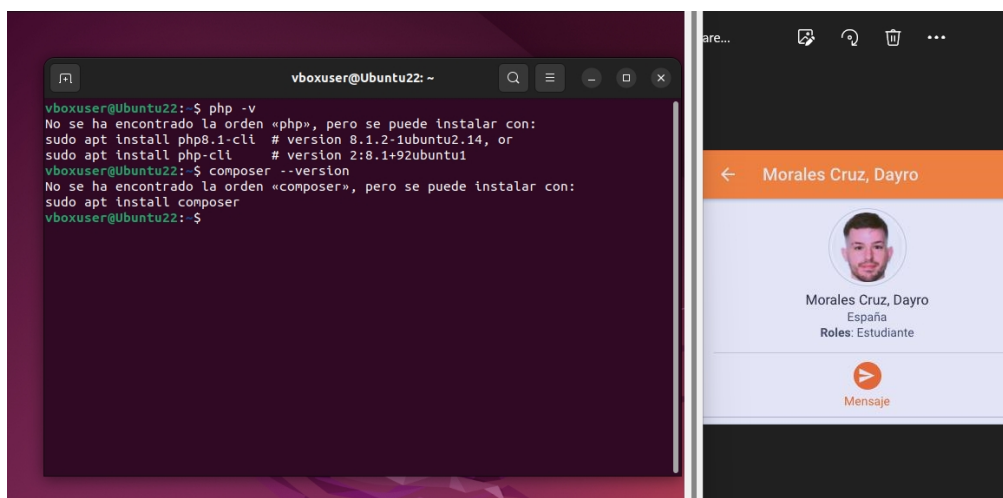 vboxuser@Ubuntu22: ~
vboxuser@Ubuntu22:~$ php -v
No se ha encontrado la orden «php», pero se puede instalar con:
sudo apt install php8.1-cli  # version 8.1.2-1ubuntu2.14, or
sudo apt install php-cli     # version 2:8.1+92ubuntu1
vboxuser@Ubuntu22:~$ composer --version
No se ha encontrado la orden «composer», pero se puede instalar con:
sudo apt install composer
vboxuser@Ubuntu22:~$
are...
Morales Cruz, Dayro
Morales Cruz, Dayro
España
Roles: Estudiante
Mensaje